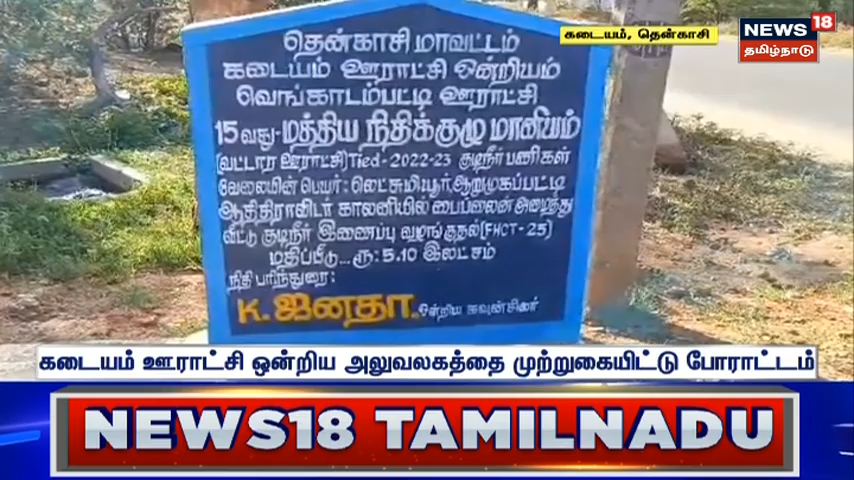 கடையம், தென்காசி
NEWS 18
தமிழ்நாடு
தென்காசி மாவட்டம்
கடையம் ஊராட்சி ஒன்றியம்
வெங்காடம்பட்டி ஊராட்சி
15வது-மத்திய நிதிக்குழு மானியம்
(வட்டார ஊராட்சி)Tied-2022-23 குடிநீர் பணிகள்
வேலையின் பெயர்: லெட்சுமியூர்,ஆறுமுகப்பட்டி
ஆதிதிராவிடர் காலனியில் பைப்லைன் அமைத்து
வீட்டு குடிநீர் இணைப்பு வழங்குதல்(FHCT-25)
மதிப்பீடு...ரூ:5.10 இலட்சம்
நிதி பரிந்துரை:
K. ஜனதா. ஒன்றிய கவுன்சிலர்
கடையம் ஊராட்சி ஒன்றிய அலுவலகத்தை முற்றுகையிட்டு போராட்டம்
NEWS18 TAMILNADU